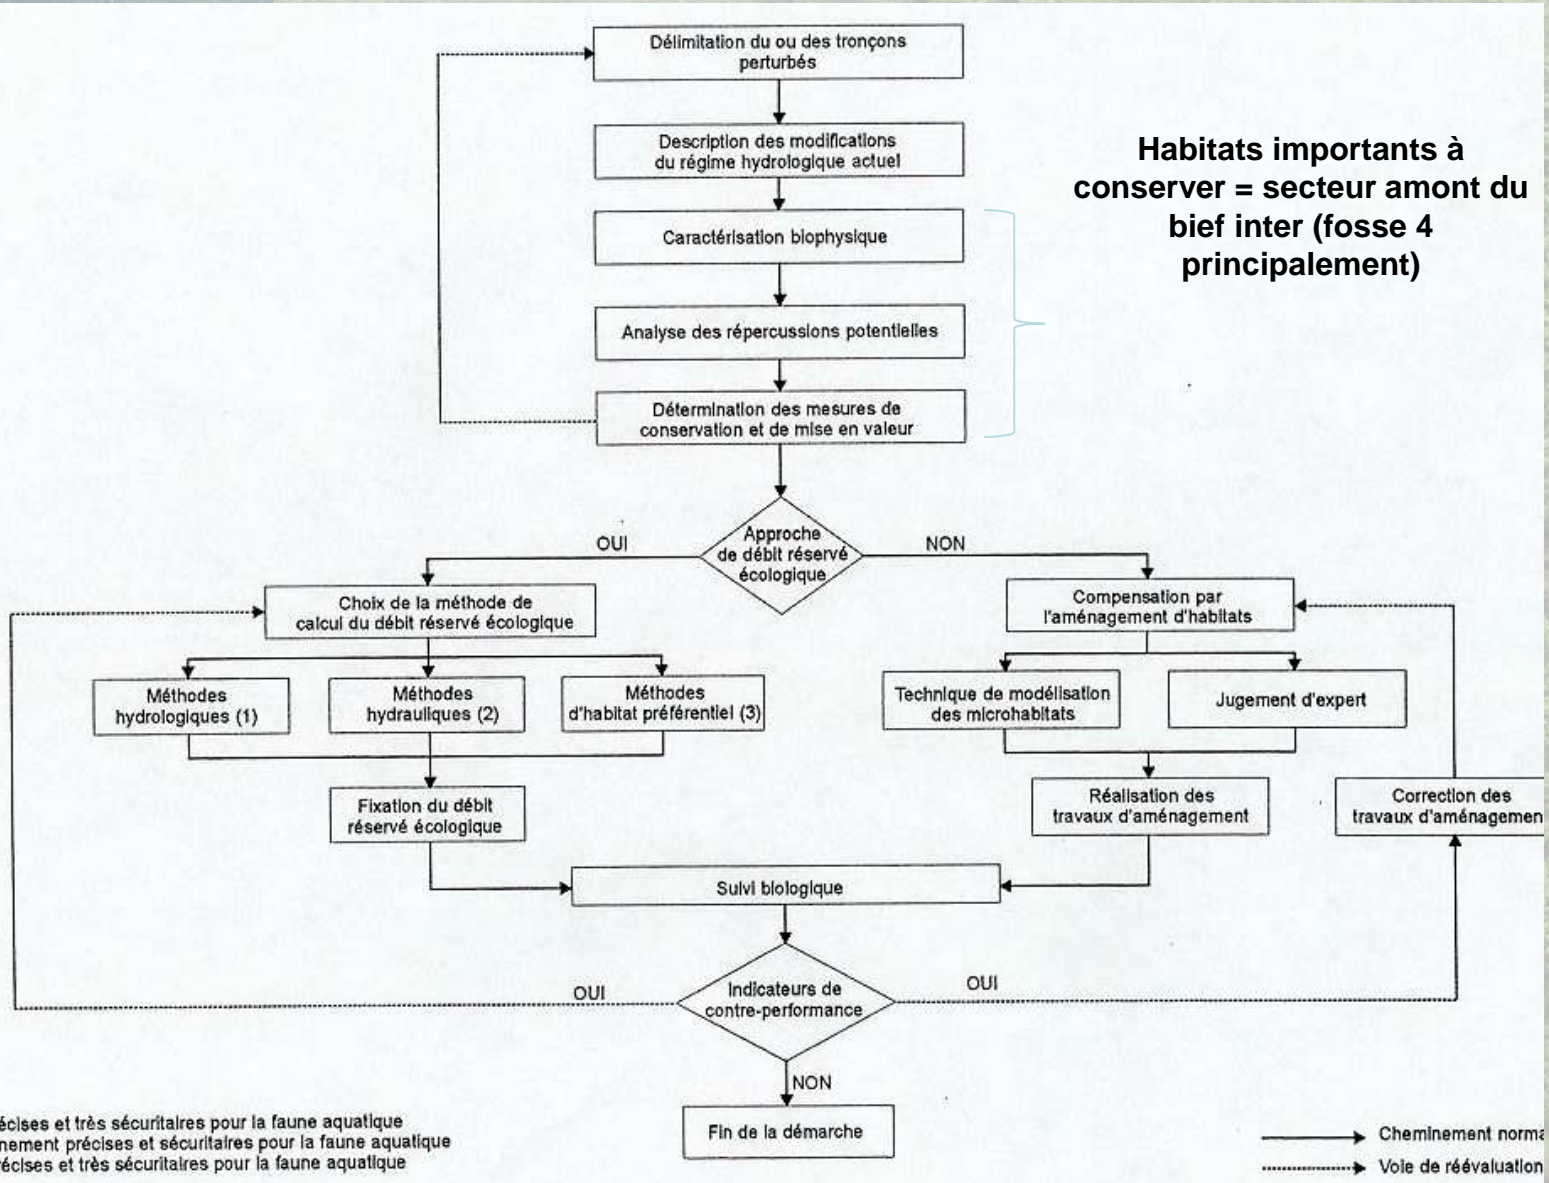 Délimitation du ou des tronçons
perturbés
Description des modifications
du régime hydrologique actuel
Habitats importants à
conserver = secteur amont du
bief inter (fosse 4
principalement)
Caractérisation biophysique
Analyse des répercussions potentielles
Détermination des mesures de
conservation et de mise en valeur
Approche
de débit réservé
écologique
OUI
NON
Choix de la méthode de
calcul du débit réservé écologique
Compensation par
l'aménagement d'habitats
Méthodes
hydrologiques (1)
Méthodes
hydrauliques (2)
Méthodes
d'habitat préférentiel (3)
Technique de modélisation
des microhabitats
Jugement d'expert
Fixation du débit
réservé écologique
Réalisation des
travaux d'aménagement
Correction des
travaux d'aménagemen
Suivi biologique
Indicateurs de
contre-performance
OUI
OUI
NON
Fin de la démarche
écises et très sécuritaires pour la faune aquatique
nement précises et sécuritaires pour la faune aquatique
récises et très sécuritaires pour la faune aquatique
Cheminement norma
Voie de réévaluation